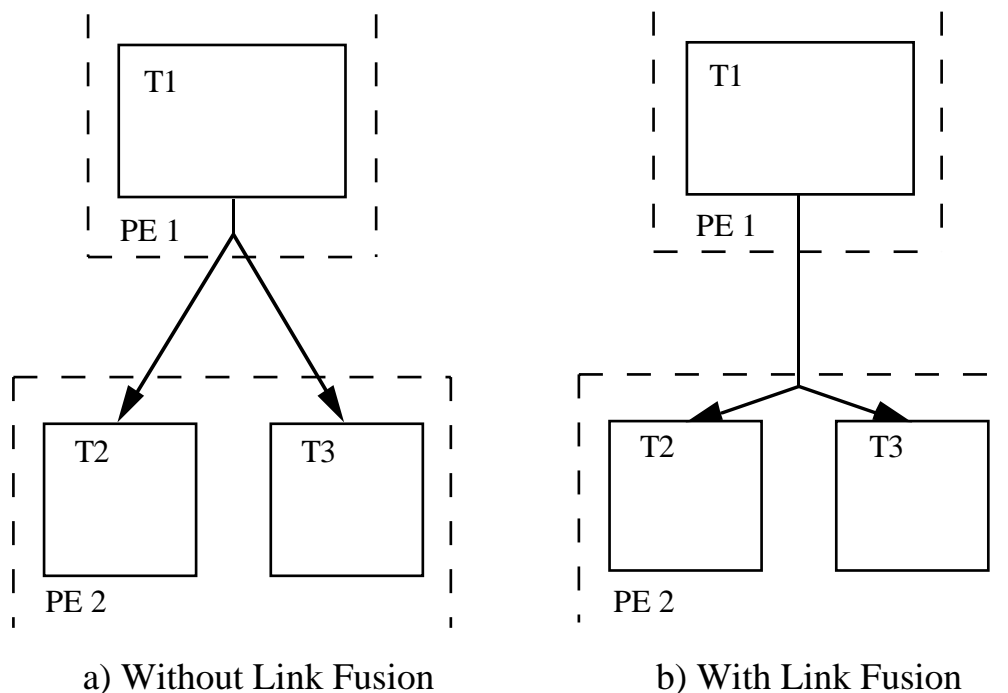 T1
PE 1
T2
T3
PE 2
a) Without Link Fusion
T1
PE 1
T2
T3
PE 2
b) With Link Fusion